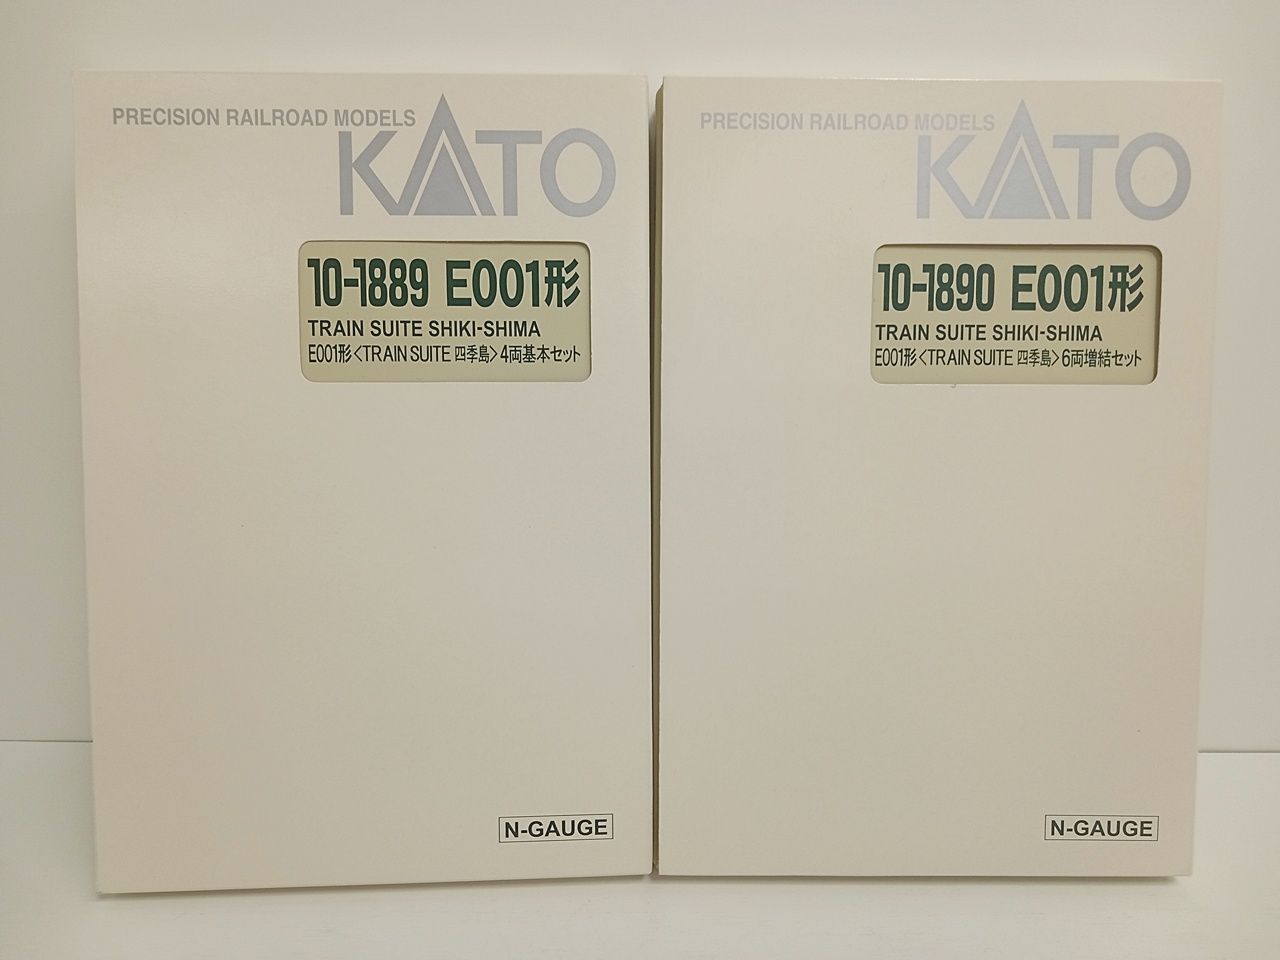 PRECISION RAILROAD MODELS
KATO
10-1889 E001形
TRAIN SUITE SHIKI-SHIMA
E001形〈TRAIN SUITE 四季島〉4両基本セット
N-GAUGE
PRECISION RAILROAD MODELS
KATO
10-1890 E001形
TRAIN SUITE SHIKI-SHIMA
E001形〈TRAIN SUITE 四季島〉6両増結セット
N-GAUGE